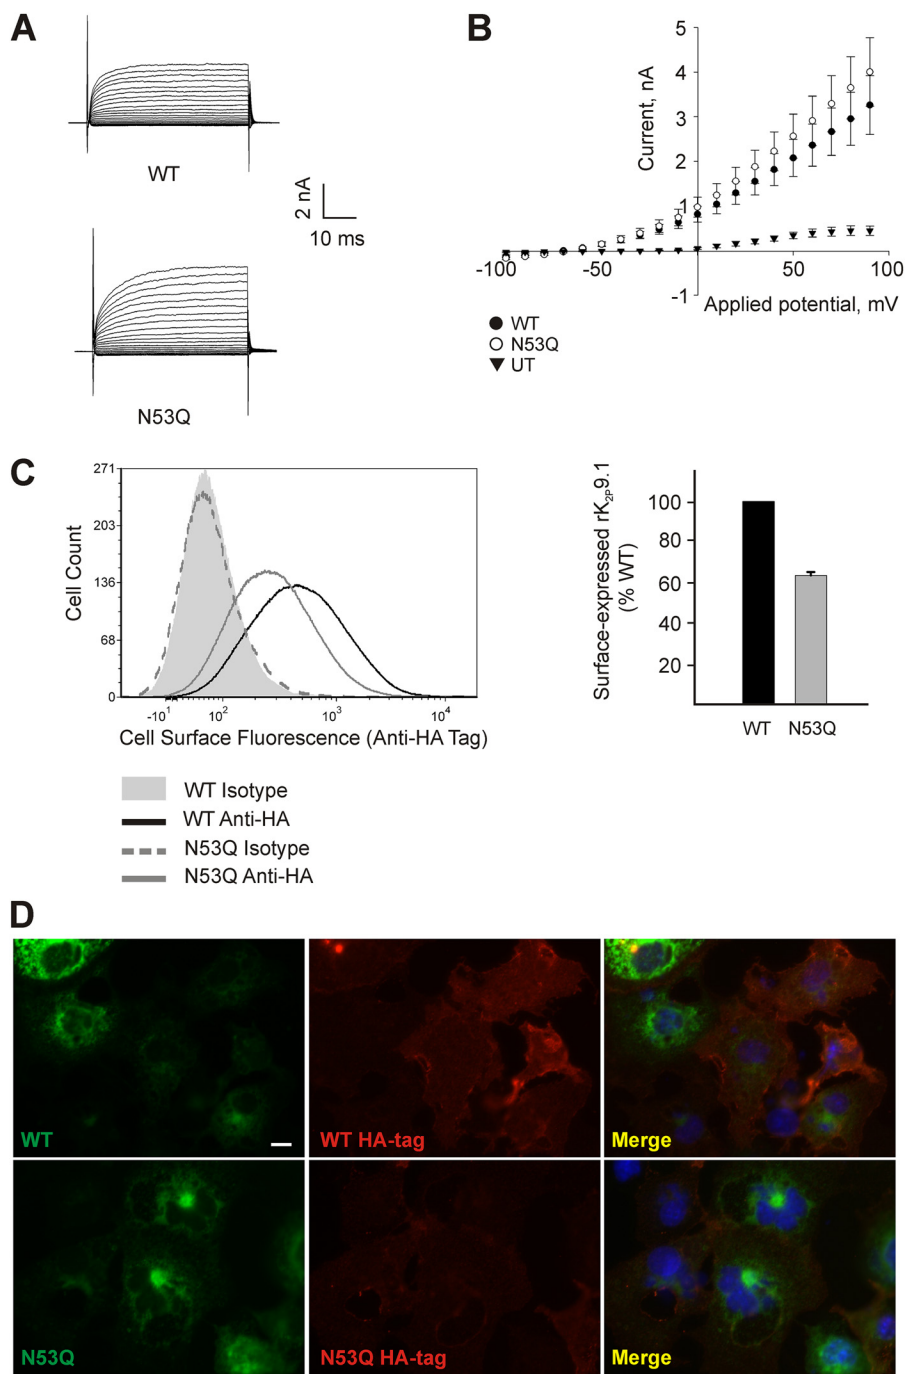 A
WT
2 nA
10 ms
N53Q
B
Current, nA
5
4
3
2
1
-1
-100
-50
50
100
Applied potential, mV
WT
N53Q
UT
C
Cell Count
271
203
136
68
0
-10¹
10²
10³
10⁴
Cell Surface Fluorescence (Anti-HA Tag)
WT Isotype
WT Anti-HA
N53Q Isotype
N53Q Anti-HA
Surface-expressed rK₂ₚ9.1
(% WT)
100
80
60
40
20
WT N53Q
D
WT
WT HA-tag
Merge
N53Q
N53Q HA-tag
Merge